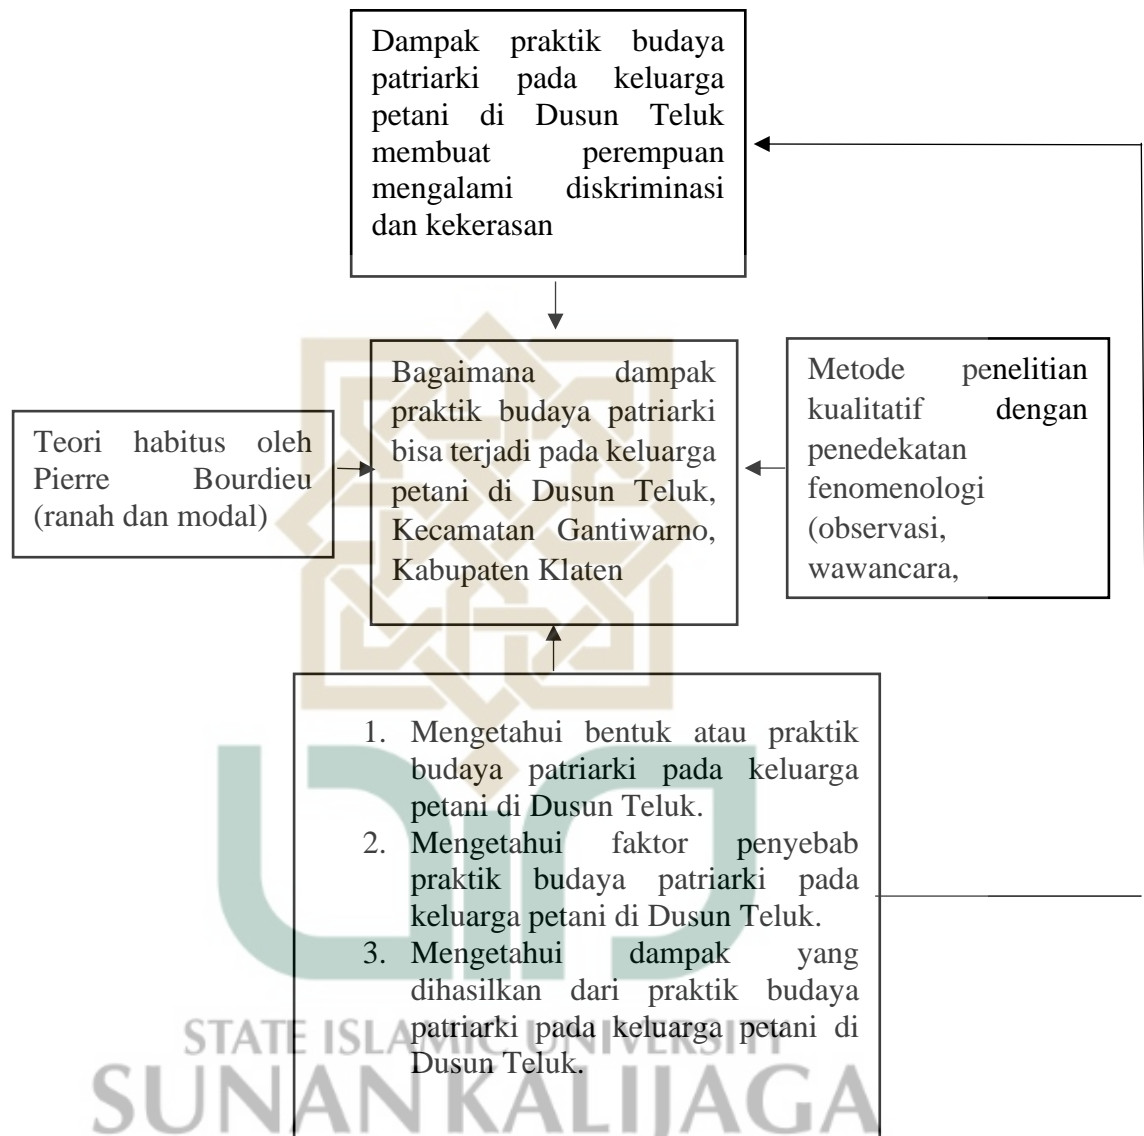 Dampak praktik budaya
patriarki pada keluarga
petani di Dusun Teluk
membuat perempuan
mengalami diskriminasi
dan kekerasan
Teori habitus oleh
Pierre Bourdieu
(ranah dan modal)
Bagaimana dampak
praktik budaya patriarki
bisa terjadi pada keluarga
petani di Dusun Teluk,
Kecamatan Gantiwarno,
Kabupaten Klaten
Metode penelitian
kualitatif dengan
penedekatan
fenomenologi
(observasi,
wawancara,
1. Mengetahui bentuk atau praktik
budaya patriarki pada keluarga
petani di Dusun Teluk.
2. Mengetahui faktor penyebab
praktik budaya patriarki pada
keluarga petani di Dusun Teluk.
3. Mengetahui dampak yang
dihasilkan dari praktik budaya
patriarki pada keluarga petani di
Dusun Teluk.
STATE ISLAMIC UNIVERSITY
SUNAN KALIJAGA